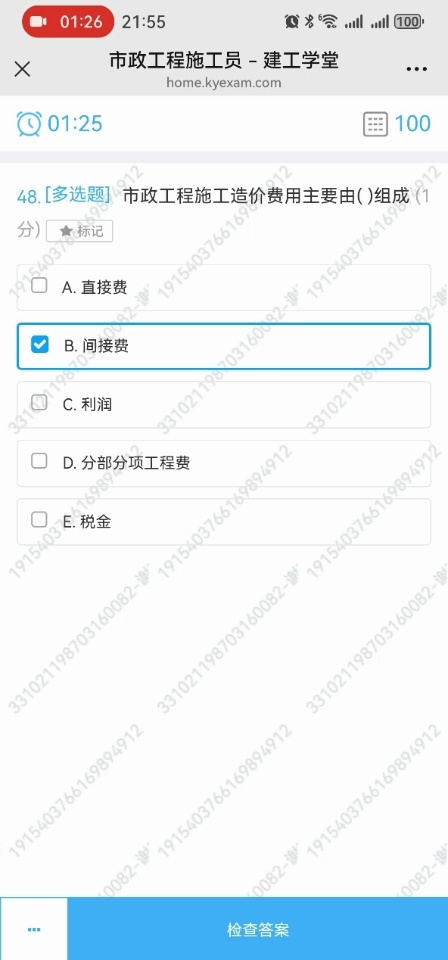 01:26 21:55 100
市政工程施工员 – 建工学堂
home.kyexam.com
01:25 100
48. [多选题] 市政工程施工造价费用主要由( )组成 (1
分) 标记
A. 直接费
B. 间接费
C. 利润
D. 分部分项工程费
E. 税金
1915403766169894912
331021198703160082-谢
检查答案